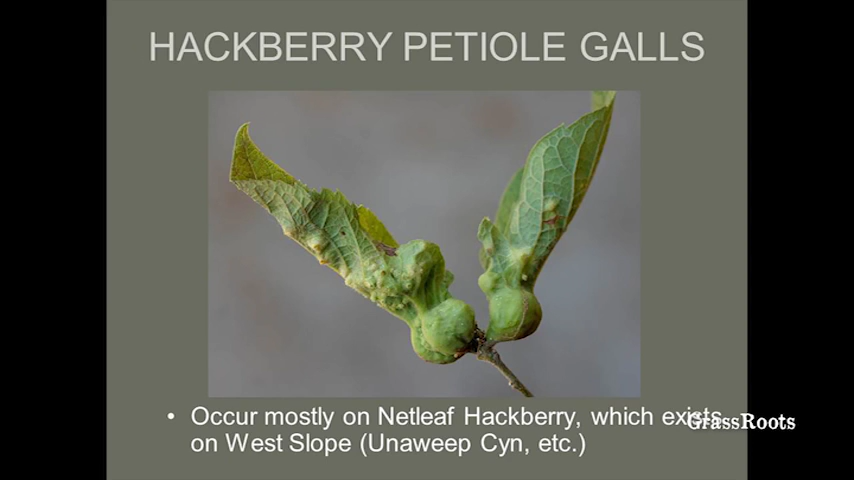 HACKBERRY PETIOLE GALLS
• Occur mostly on Netleaf Hackberry, which exists
on West Slope (Unaweep Cyn, etc.)
GrassRoots